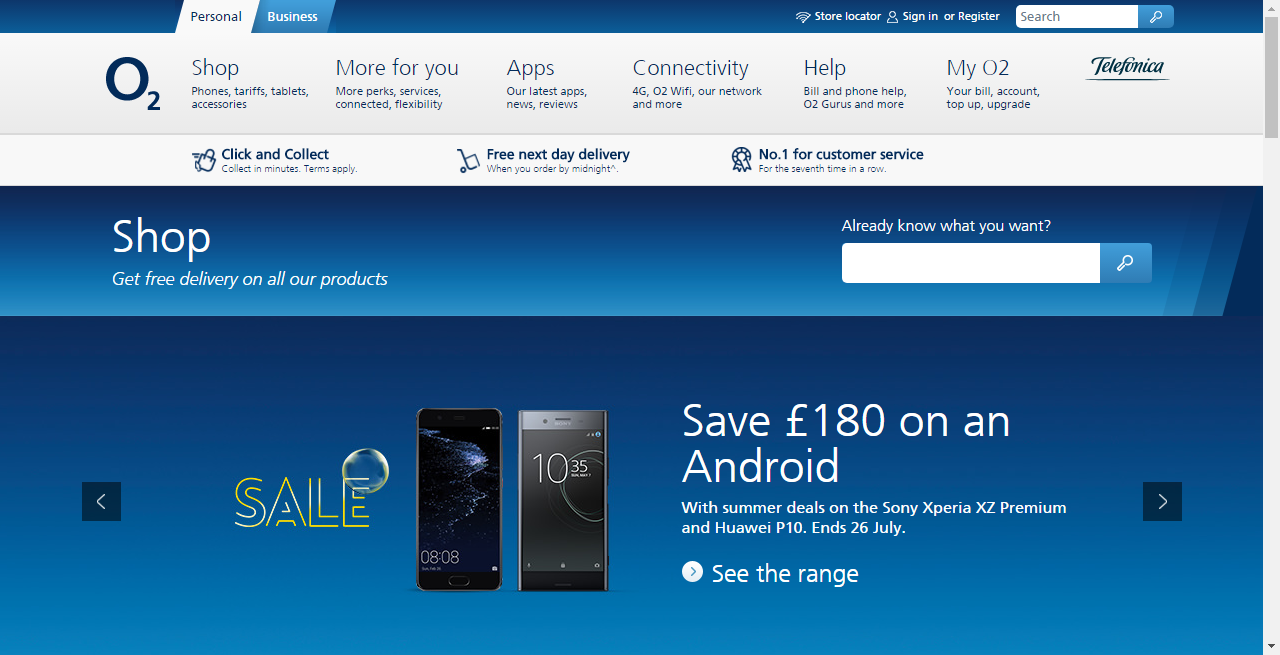 Personal
Business
Store locator
Sign in or Register
Search
O2
Shop
Phones, tariffs, tablets,
accessories
More for you
More perks, services,
connected, flexibility
Apps
Our latest apps,
news, reviews
Connectivity
4G, O2 Wifi, our network
and more
Help
Bill and phone help,
O2 Gurus and more
My O2
Your bill, account,
top up, upgrade
Telefónica
Click and Collect
Collect in minutes. Terms apply.
Free next day delivery
When you order by midnight^.
No.1 for customer service
For the seventh time in a row.
Shop
Get free delivery on all our products
Already know what you want?
SALE
08:08
SONY
10 35
Save £180 on an
Android
With summer deals on the Sony Xperia XZ Premium
and Huawei P10. Ends 26 July.
See the range